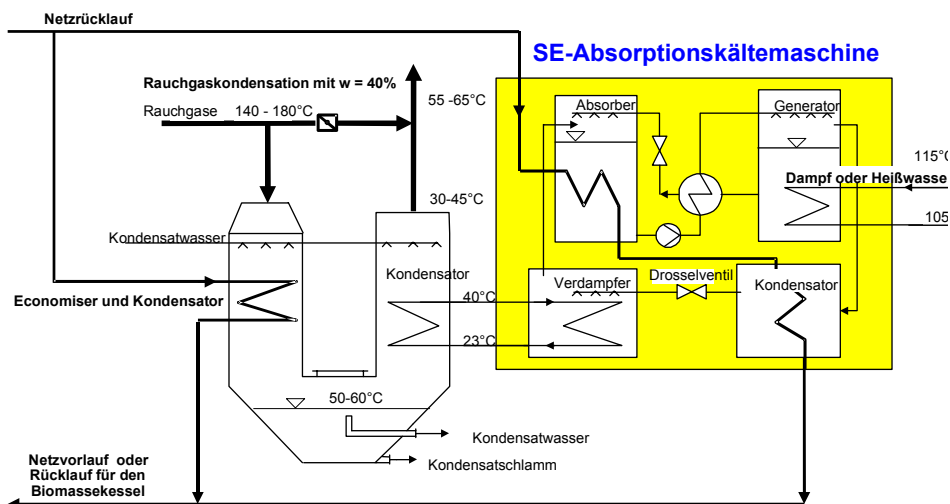 Netzrücklauf
SE-Absorptionskältemaschine
Rauchgaskondensation mit w = 40%
Rauchgase 140 - 180°C
55 -65°C
Absorber
Generator
115°C
Dampf oder Heißwasse
105
30-45°C
Kondensatwasser
Kondensator
Economiser und Kondensator
40°C
23°C
Verdampfer
Drosselventil
Kondensator
50-60°C
Kondensatwasser
Kondensatschlamm
Netzvorlauf oder
Rücklauf für den
Biomassekessel